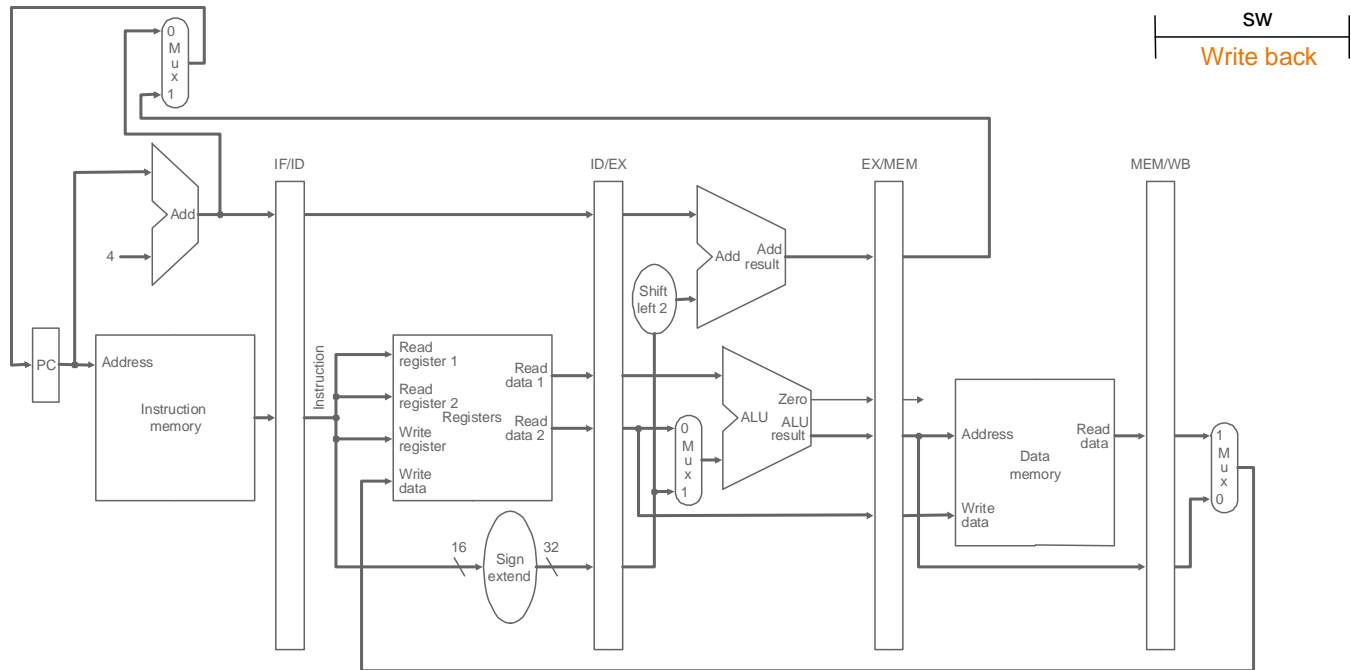 sw
Write back
0
M
u
x
1
IF/ID
ID/EX
EX/MEM
MEM/WB
Add
4
Add
Add
result
Shift
left 2
PC
Address
Instruction
memory
Instruction
Read
register 1
Read
register 2
Write
register
Write
data
Registers
Read
data 1
Read
data 2
0
M
u
x
1
Zero
ALU
ALU
result
Address
Read
data
Data
memory
Write
data
1
M
u
x
0
16
Sign
extend
32